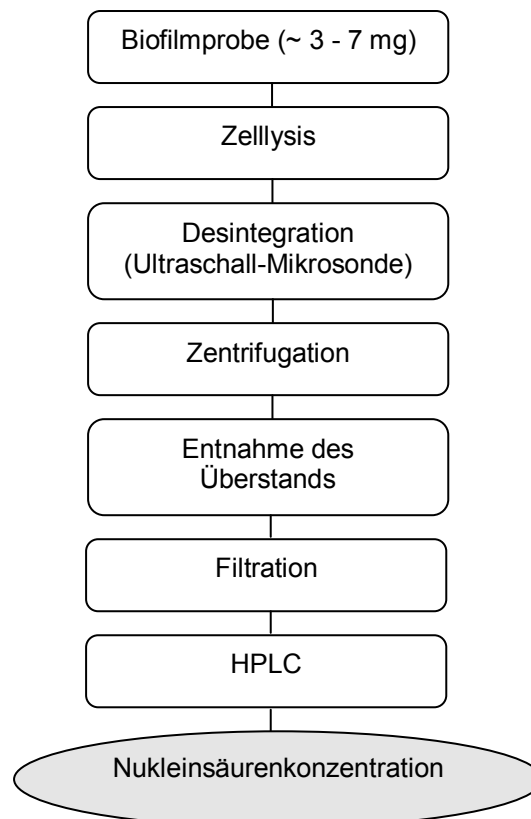 Biofilmprobe (~ 3 - 7 mg)
Zelllysis
Desintegration
(Ultraschall-Mikrosonde)
Zentrifugation
Entnahme des
Überstands
Filtration
HPLC
Nukleinsäurenkonzentration